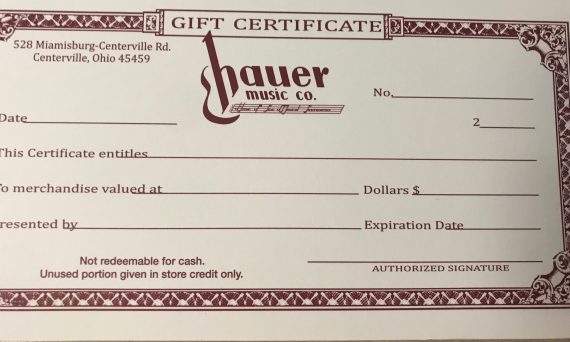 GIFT CERTIFICATE
528 Miamisburg-Centerville Rd.
Centerville, Ohio 45459
hauer
music co.
No.
Date
2
This Certificate entitles
To merchandise valued at
Dollars $
resented by
Expiration Date
Not redeemable for cash.
Unused portion given in store credit only.
AUTHORIZED SIGNATURE